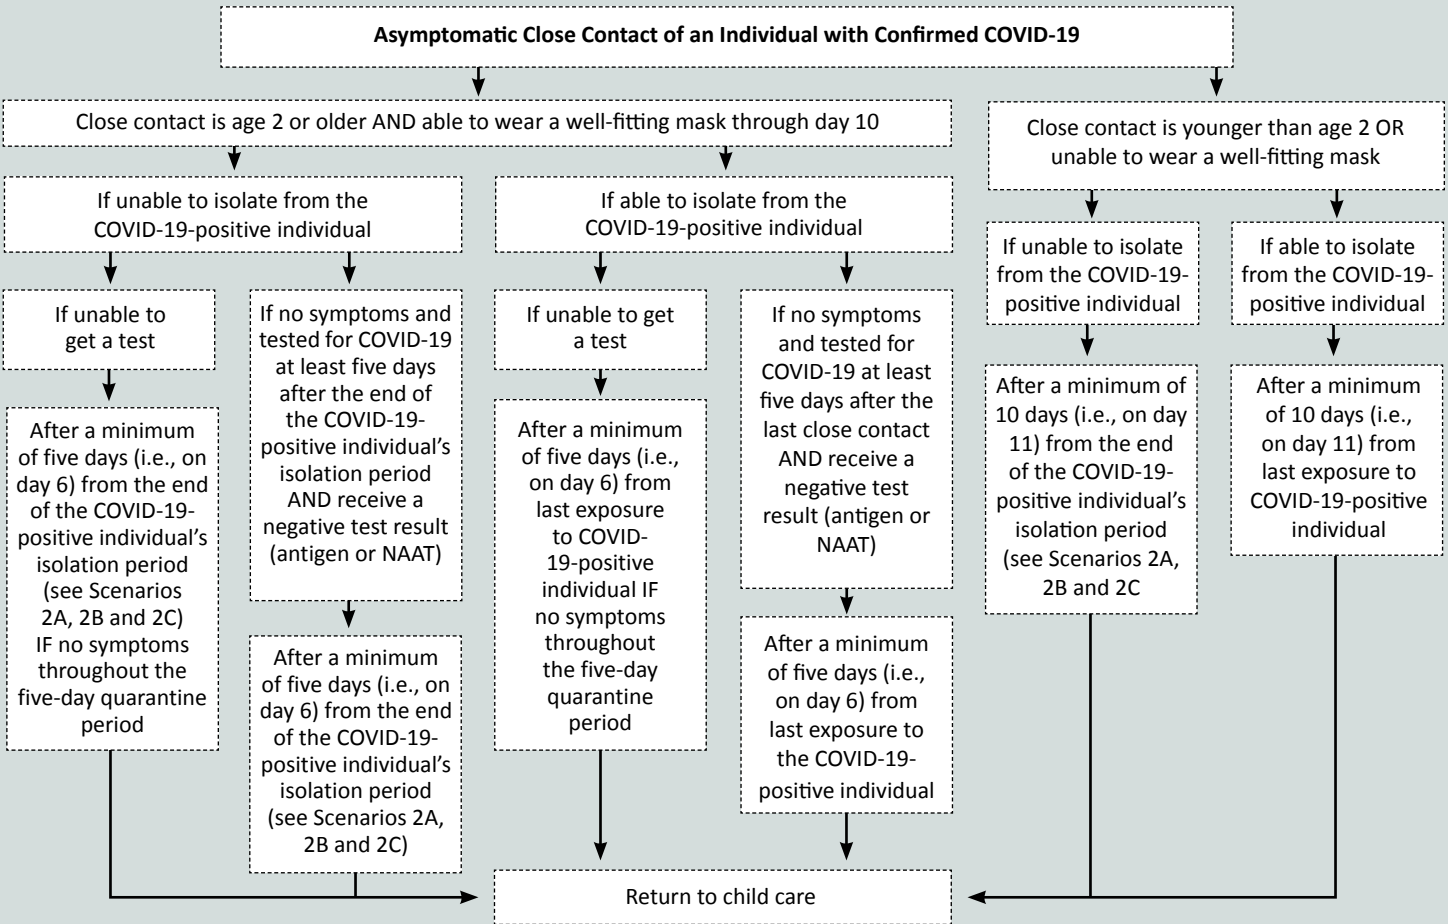 Asymptomatic Close Contact of an Individual with Confirmed COVID-19
Close contact is age 2 or older AND able to wear a well-fitting mask through day 10
If unable to isolate from the
COVID-19-positive individual
If unable to
get a test
After a minimum
of five days (i.e., on
day 6) from the end
of the COVID-19-
positive individual's
isolation period
(see Scenarios
2A, 2B and 2C)
IF no symptoms
throughout the
five-day quarantine
period
If no symptoms and
tested for COVID-19
at least five days
after the end of
the COVID-19-
positive individual's
isolation period
AND receive a
negative test result
(antigen or NAAT)
After a minimum
of five days (i.e., on
day 6) from the end
of the COVID-19-
positive individual's
isolation period
(see Scenarios 2A,
2B and 2C)
If able to isolate from the
COVID-19-positive individual
If unable to get
a test
After a minimum
of five days (i.e.,
on day 6) from
last exposure
to COVID-
19-positive
individual IF
no symptoms
throughout
the five-day
quarantine
period
If no symptoms
and tested for
COVID-19 at least
five days after the
last close contact
AND receive a
negative test
result (antigen or
NAAT)
After a minimum
of five days (i.e.,
on day 6) from
last exposure to
the COVID-19-
positive individual
Close contact is younger than age 2 OR
unable to wear a well-fitting mask
If unable to isolate
from the COVID-19-
positive individual
After a minimum of
10 days (i.e., on day
11) from the end
of the COVID-19-
positive individual's
isolation period
(see Scenarios 2A,
2B and 2C
If able to isolate
from the COVID-19-
positive individual
After a minimum
of 10 days (i.e.,
on day 11) from
last exposure to
COVID-19-positive
individual
Return to child care